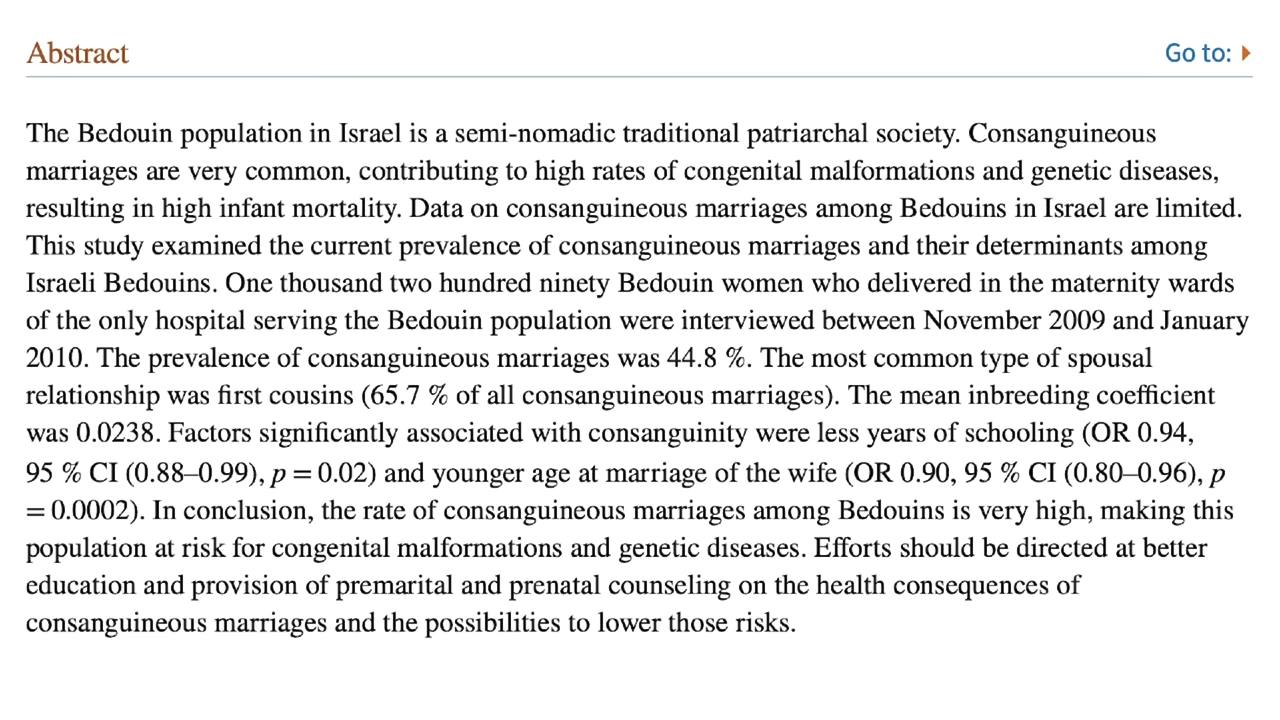 Abstract Go to:
The Bedouin population in Israel is a semi-nomadic traditional patriarchal society. Consanguineous
marriages are very common, contributing to high rates of congenital malformations and genetic diseases,
resulting in high infant mortality. Data on consanguineous marriages among Bedouins in Israel are limited.
This study examined the current prevalence of consanguineous marriages and their determinants among
Israeli Bedouins. One thousand two hundred ninety Bedouin women who delivered in the maternity wards
of the only hospital serving the Bedouin population were interviewed between November 2009 and January
2010. The prevalence of consanguineous marriages was 44.8 %. The most common type of spousal
relationship was first cousins (65.7 % of all consanguineous marriages). The mean inbreeding coefficient
was 0.0238. Factors significantly associated with consanguinity were less years of schooling (OR 0.94,
95 % CI (0.88–0.99), p = 0.02) and younger age at marriage of the wife (OR 0.90, 95 % CI (0.80–0.96), p
= 0.0002). In conclusion, the rate of consanguineous marriages among Bedouins is very high, making this
population at risk for congenital malformations and genetic diseases. Efforts should be directed at better
education and provision of premarital and prenatal counseling on the health consequences of
consanguineous marriages and the possibilities to lower those risks.